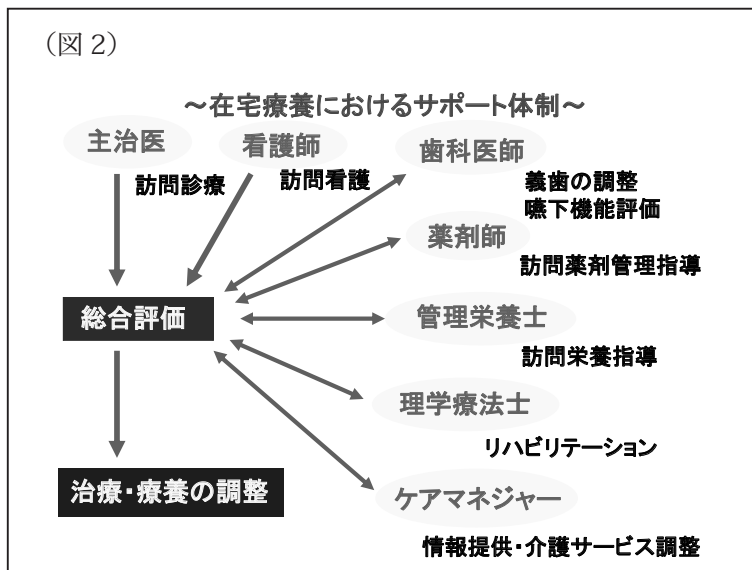 （図 2）
～在宅療養におけるサポート体制～
主治医
看護師
歯科医師
訪問診療
訪問看護
義歯の調整
嚥下機能評価
薬剤師
訪問薬剤管理指導
総合評価
管理栄養士
訪問栄養指導
理学療法士
リハビリテーション
治療・療養の調整
ケアマネジャー
情報提供・介護サービス調整